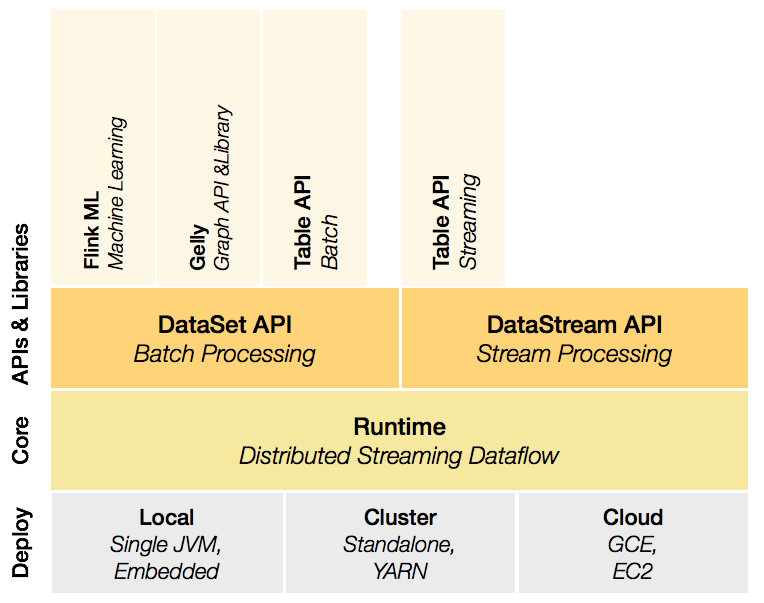 Flink ML
Machine Learning
Gelly
Graph API &Library
Table API
Batch
Table API
Streaming
APIs & Libraries
DataSet API
Batch Processing
DataStream API
Stream Processing
Core
Runtime
Distributed Streaming Dataflow
Deploy
Local
Single JVM,
Embedded
Cluster
Standalone,
YARN
Cloud
GCE,
EC2